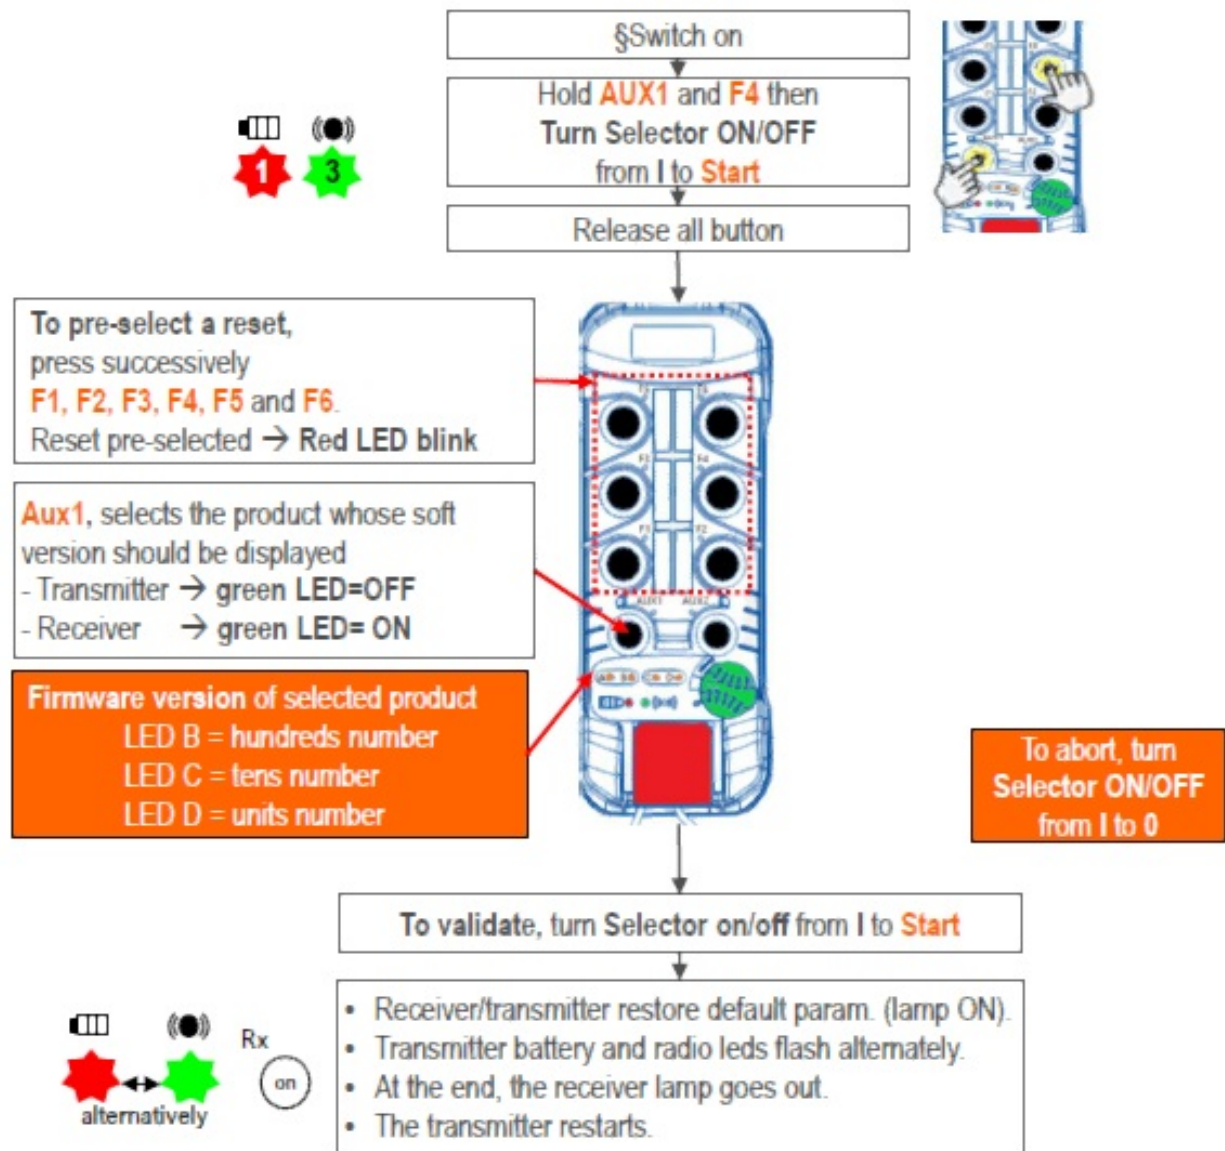 §Switch on
Hold AUX1 and F4 then
Turn Selector ON/OFF
from I to Start
1
3
Release all button
To pre-select a reset,
press successively
F1, F2, F3, F4, F5 and F6.
Reset pre-selected → Red LED blink
Aux1, selects the product whose soft
version should be displayed
- Transmitter → green LED=OFF
- Receiver → green LED= ON
F3
F4
F2
AUX1 AUX2
Firmware version of selected product
LED B = hundreds number
LED C = tens number
LED D = units number
To abort, turn
Selector ON/OFF
from I to 0
To validate, turn Selector on/off from I to Start
Rx
on
alternatively
• Receiver/transmitter restore default param. (lamp ON).
• Transmitter battery and radio leds flash alternately.
• At the end, the receiver lamp goes out.
• The transmitter restarts.